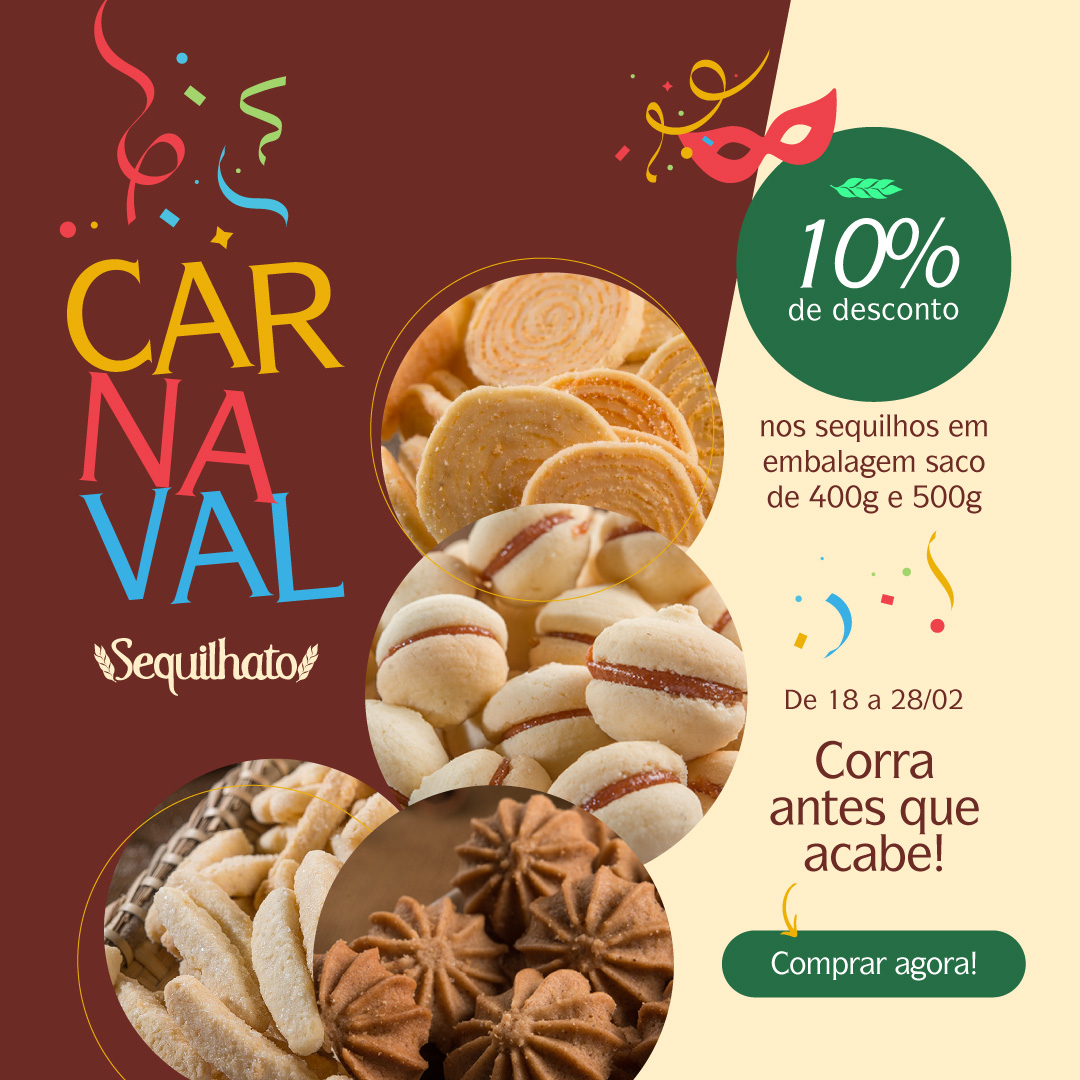 CAR
NA
VAL
Sequilhato
10%
de desconto
nos sequilhos em
embalagem saco
de 400g e 500g
De 18 a 28/02
Corra
antes que
acabe!
Comprar agora!